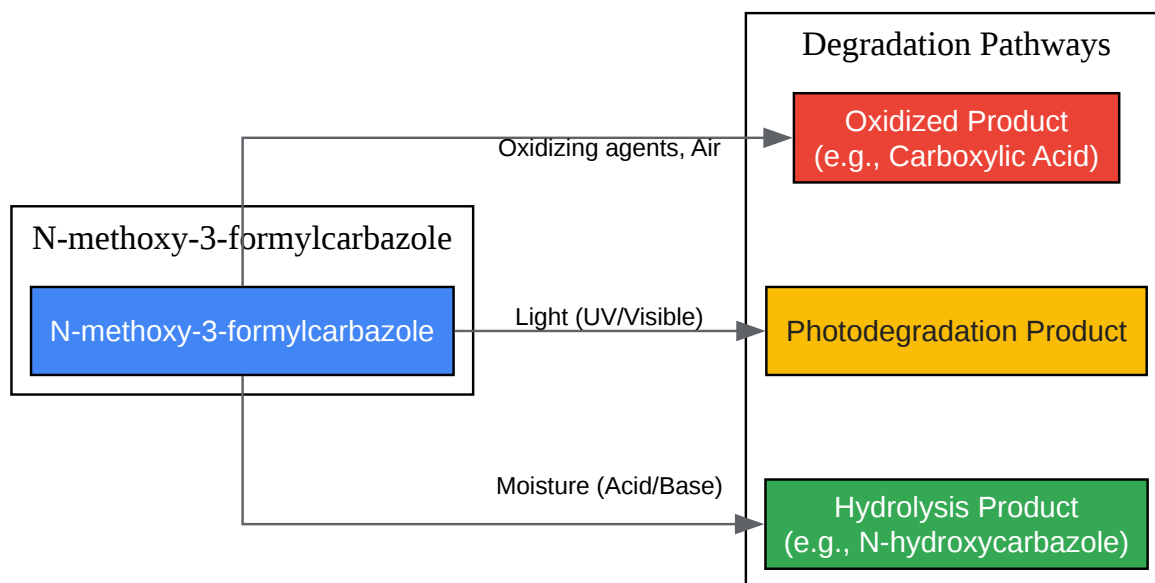 Degradation Pathways
Oxidized Product
(e.g., Carboxylic Acid)
Oxidizing agents, Air
N-methoxy-3-formylcarbazole
N-methoxy-3-formylcarbazole
Light (UV/Visible)
Photodegradation Product
Moisture (Acid/Base)
Hydrolysis Product
(e.g., N-hydroxycarbazole)